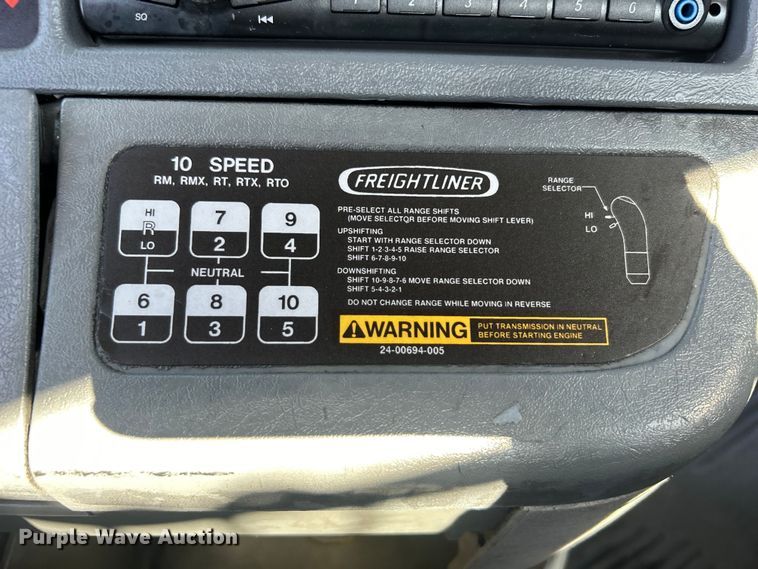 SQ
1 2 3 4 5 6
10 SPEED
RM, RMX, RT, RTX, RTO
HI
R
LO
7
2
9
4
NEUTRAL
6
1
8
3
10
5
FREIGHTLINER
PRE-SELECT ALL RANGE SHIFTS
(MOVE SELECTOR BEFORE MOVING SHIFT LEVER)
UPSHIFTING
START WITH RANGE SELECTOR DOWN
SHIFT 1-2-3-4-5 RAISE RANGE SELECTOR
SHIFT 6-7-8-9-10
DOWNSHIFTING
SHIFT 10-9-8-7-6 MOVE RANGE SELECTOR DOWN
SHIFT 5-4-3-2-1
DO NOT CHANGE RANGE WHILE MOVING IN REVERSE
WARNING
PUT TRANSMISSION IN NEUTRAL
BEFORE STARTING ENGINE
24-00694-005
RANGE
SELECTOR
HI
LO
Purple Wave Auction